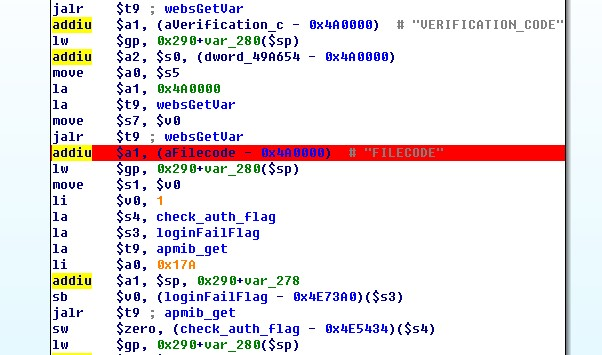 jalr $t9 ; websGetVar
addiu $a1, (aVerification_c - 0x4A0000) # "VERIFICATION_CODE"
lw $gp, 0x290+var_280($sp)
addiu $a2, $s0, (dword_49A654 - 0x4A0000)
move $a0, $s5
la $a1, 0x4A0000
la $t9, websGetVar
move $s7, $v0
jalr $t9 ; websGetVar
addiu $a1, (aFilecode - 0x4A0000) # "FILECODE"
lw $gp, 0x290+var_280($sp)
move $s1, $v0
li $v0, 1
la $s4, check_auth_flag
la $s3, loginFailFlag
la $t9, apmib_get
li $a0, 0x17A
addiu $a1, $sp, 0x290+var_278
sb $v0, (loginFailFlag - 0x4E73A0)($s3)
jalr $t9 ; apmib_get
sw $zero, (check_auth_flag - 0x4E5434)($s4)
lw $gp, 0x290+var_280($sp)